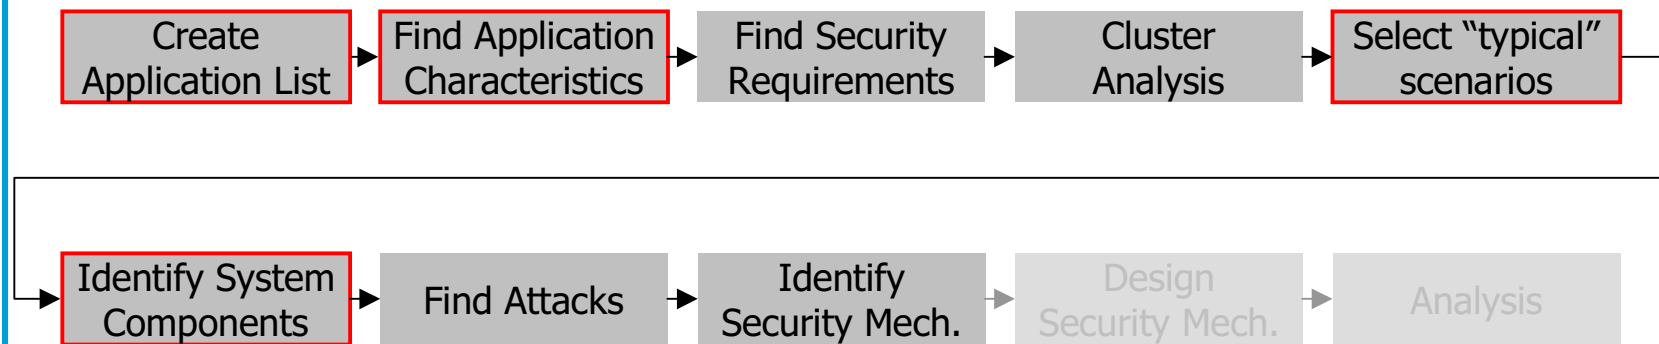 Create
Application List
Find Application
Characteristics
Find Security
Requirements
Cluster
Analysis
Select “typical”
scenarios
Identify System
Components
Find Attacks
Identify
Security Mech.
Design
Security Mech.
Analysis